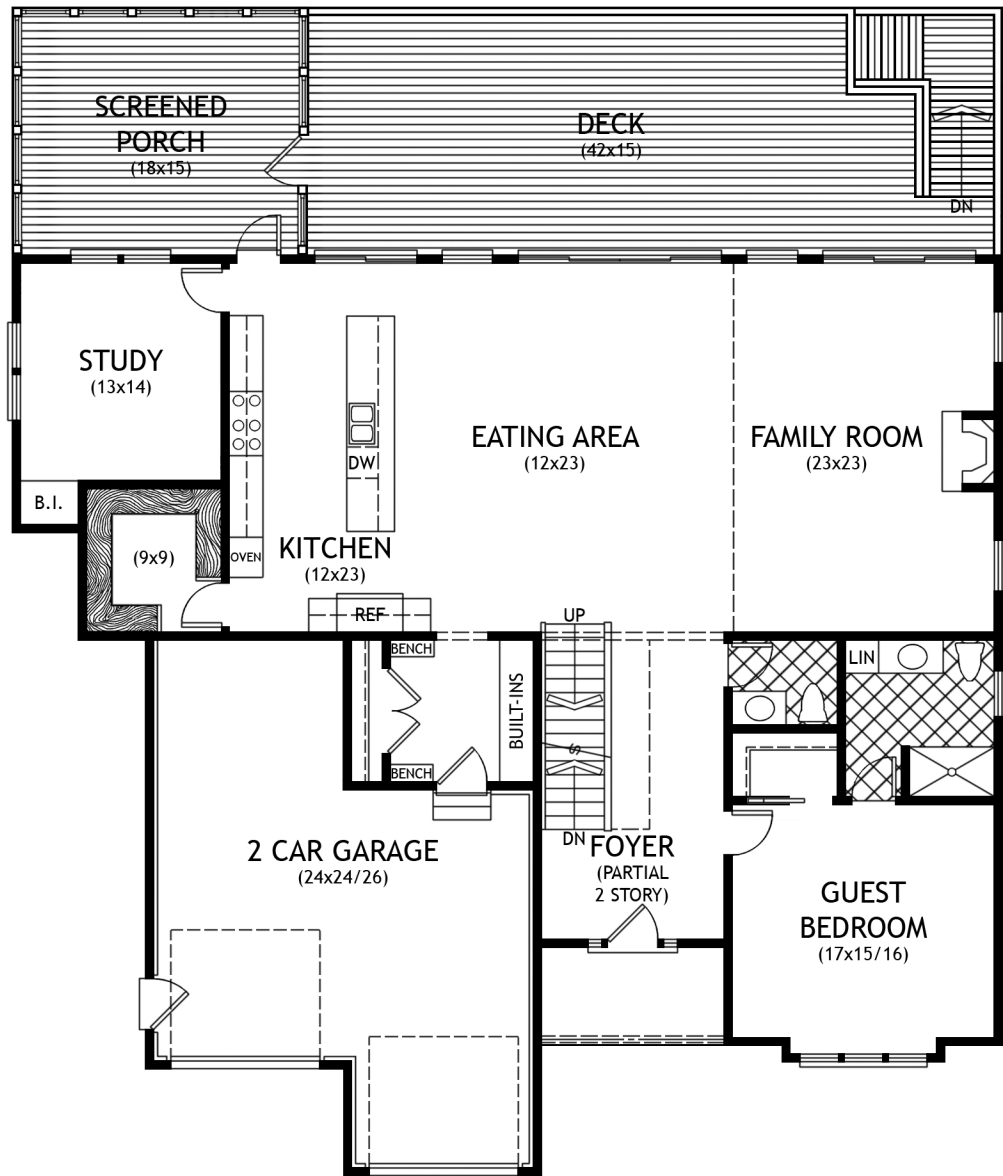 SCREENED
PORCH
(18x15)
DECK
(42x15)
DN
STUDY
(13x14)
EATING AREA
(12x23)
FAMILY ROOM
(23x23)
DW
B.I.
(9x9)
OVEN
KITCHEN
(12x23)
REF
UP
BENCH
BUILT-INS
BENCH
LIN
DN
FOYER
(PARTIAL
2 STORY)
2 CAR GARAGE
(24x24/26)
GUEST
BEDROOM
(17x15/16)